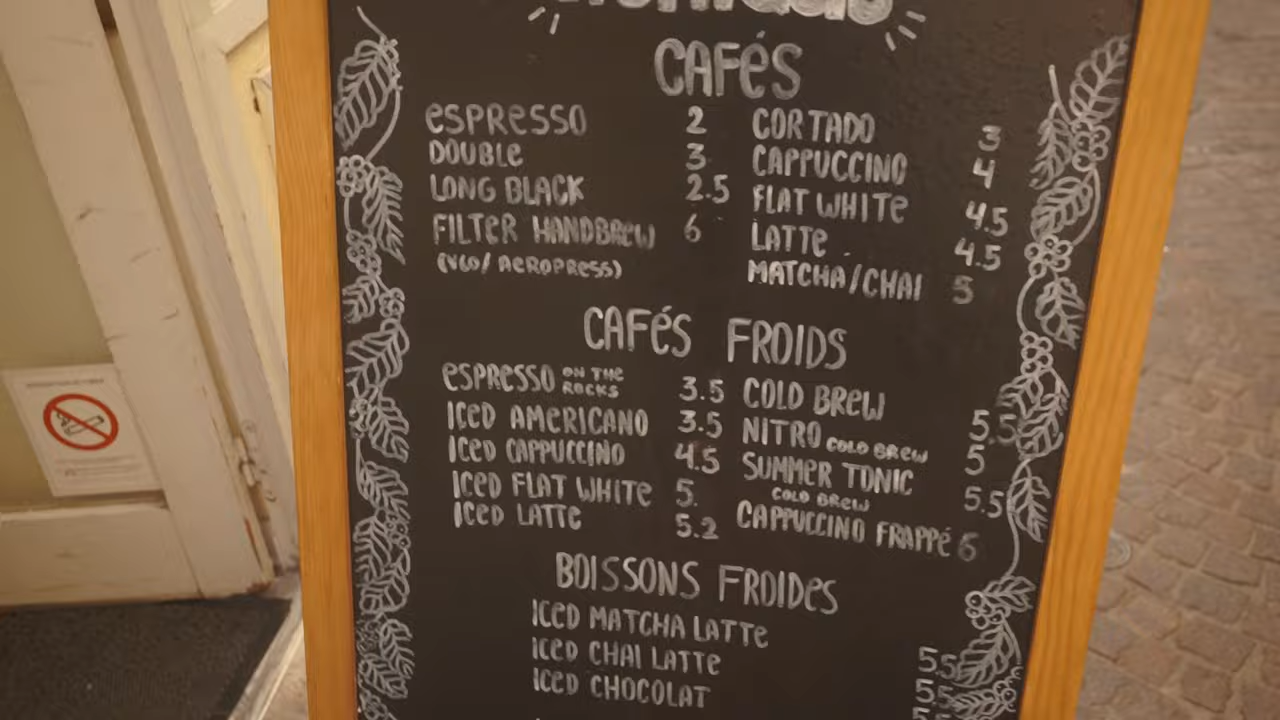 CAFÉS
ESPRESSO 2
DOUBLE 3
LONG BLACK 2.5
FILTER HANDBREW 6
(V60/ AEROPRESS)
CORTADO 3
CAPPUCCINO 4
FLAT WHITE 4.5
LATTE 4.5
MATCHA/CHAI 5
CAFÉS FROIDS
ESPRESSO ON THE ROCKS 3.5
ICED AMERICANO 3.5
ICED CAPPUCCINO 4.5
ICED FLAT WHITE 5.
ICED LATTE 5.2
COLD BREW 5.5
NITRO COLD BREW 5
SUMMER TONIC 5.5
COLD BREW
CAPPUCCINO FRAPPÉ 6
BOISSONS FROIDES
ICED MATCHA LATTE 5.5
ICED CHAI LATTE 5.5
ICED CHOCOLAT